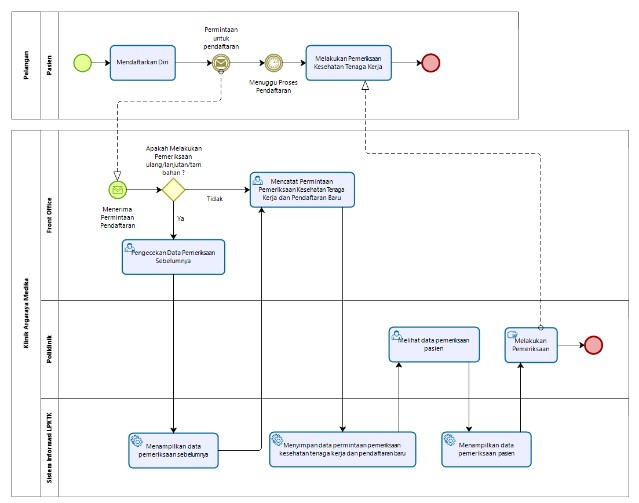 Pelangan
Pasien
Mendaftarkan Diri
Permintaan
untuk
pendaftaran
Menuggu Proses
Pendaftaran
Melakukan Pemeriksaan
Kesehatan Tenaga Kerja
Klinik Argaraya Medika
Front Office
Menerima
Permintaan
Pendaftaran
Apakah Melakukan
Pemeriksaan
ulang/lanjutan/tam
bahan ?
Tidak
Ya
Mencatat Permintaan
Pemeriksaan Kesehatan Tenaga
Kerja dan Pendaftaran Baru
Pengecekan Data Pemeriksaan
Sebelumnya
Poliklinik
Melihat data pemeriksaan
pasien
Melakukan
Pemeriksaan
Sistem Informasi LPKTK
Menampilkan data
pemeriksaan sebelumnya
Menyimpan data permintaan pemeriksaan
kesehatan tenaga kerja dan pendaftaran baru
Menampilkan data
pemeriksaan pasien